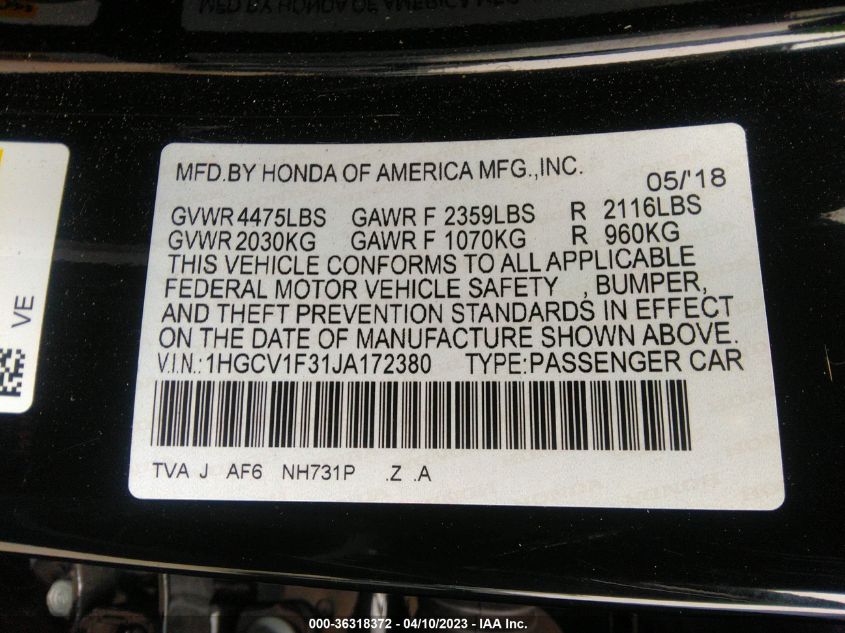 MFD.BY HONDA OF AMERICA MFG.,INC.
05/'18
GVWR 4475LBS GAWR F 2359LBS R 2116LBS
GVWR 2030KG GAWR F 1070KG R 960KG
THIS VEHICLE CONFORMS TO ALL APPLICABLE
FEDERAL MOTOR VEHICLE SAFETY , BUMPER,
AND THEFT PREVENTION STANDARDS IN EFFECT
ON THE DATE OF MANUFACTURE SHOWN ABOVE.
V.I.N.:1HGCV1F31JA172380 TYPE:PASSENGER CAR
TVA J AF6 NH731P .Z .A
VE
000-36318372 — 04/10/2023 — IAA Inc.